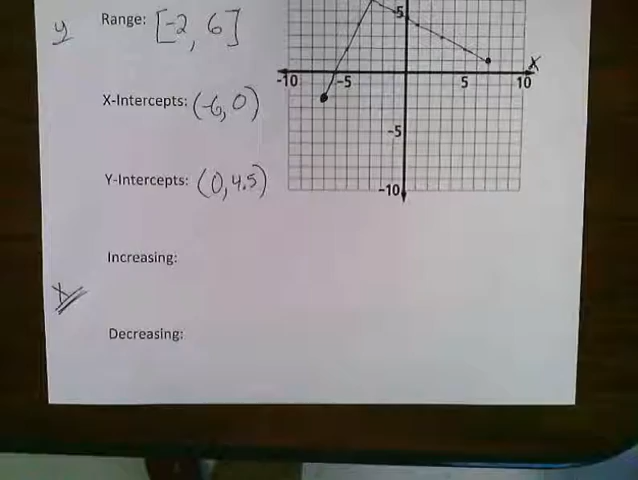 y
Range: [-2, 6]
5
X
-10 -5 5 10
X-Intercepts: (-6, 0)
-5
Y-Intercepts: (0, 4.5)
-10
Increasing:
X
Decreasing: